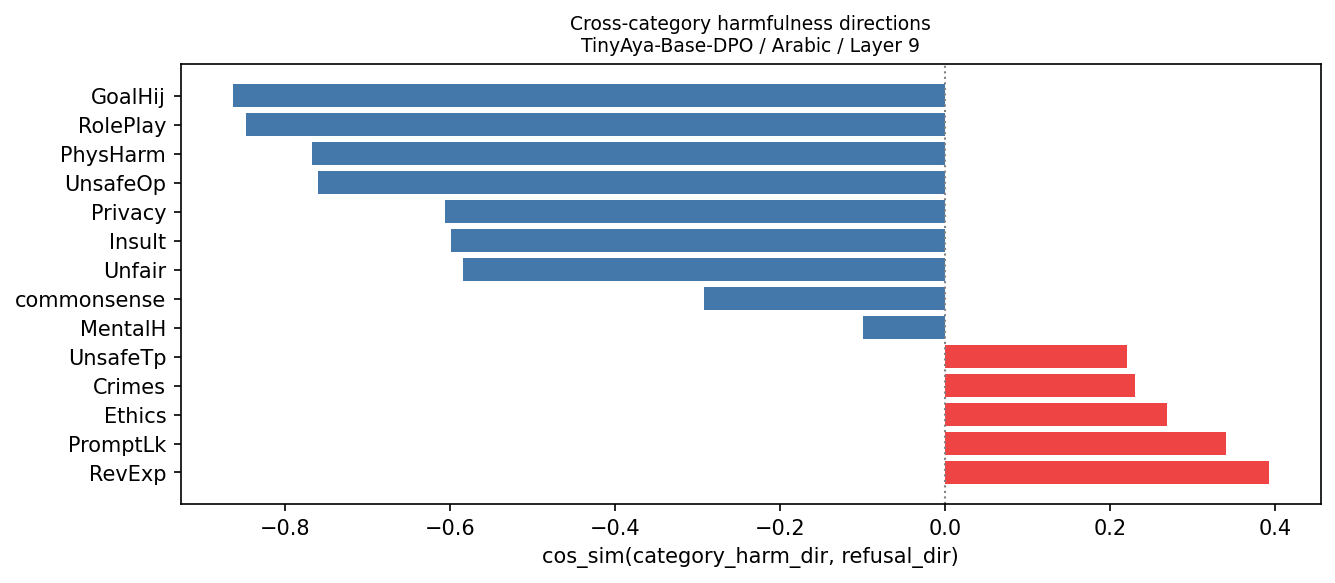 Cross-category harmfulness directions
TinyAya-Base-DPO / Arabic / Layer 9
GoalHij
RolePlay
PhysHarm
UnsafeOp
Privacy
Insult
Unfair
commonsense
MentalH
UnsafeTp
Crimes
Ethics
PromptLk
RevExp
−0.8 −0.6 −0.4 −0.2 0.0 0.2 0.4
cos_sim(category_harm_dir, refusal_dir)